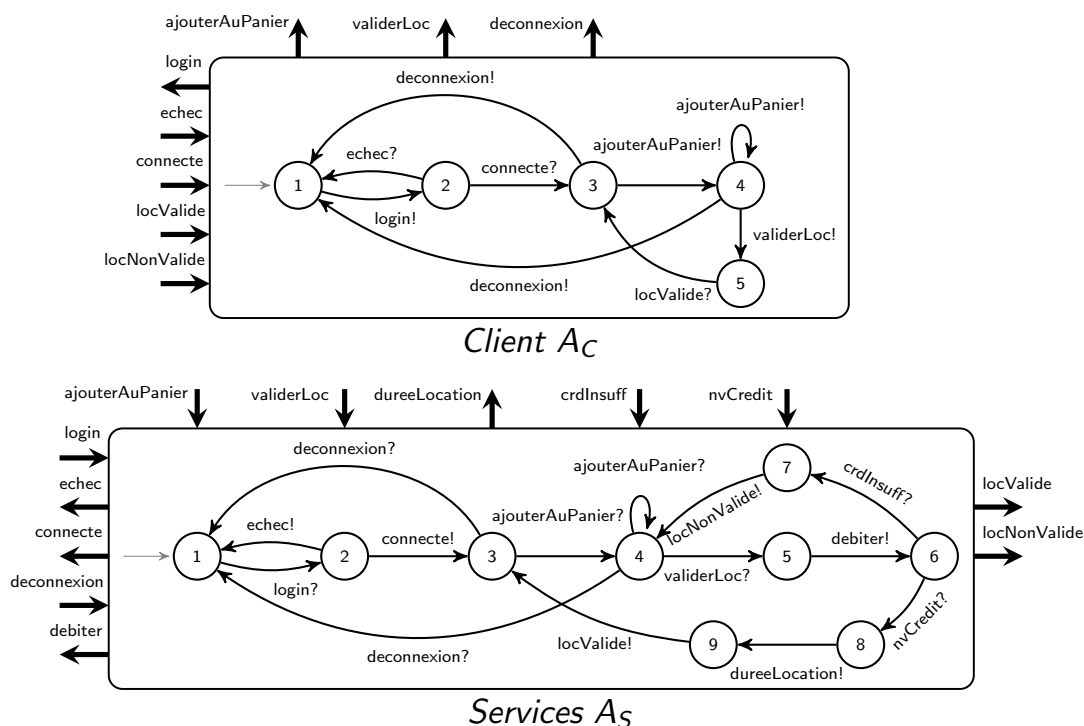 ajouterAuPanier validerLoc deconnexion
login
echec
connecte
locValide
locNonValide
deconnexion!
ajouterAuPanier!
ajouterAuPanier!
echec?
connecte?
1 2 3 4
login!
validerLoc!
5
locValide?
deconnexion!
Client A_C
ajouterAuPanier validerLoc dureeLocation crdInsuff nvCredit
login
echec
connecte
deconnexion
debiter
deconnexion?
ajouterAuPanier?
7
crdInsuff?
locValide
locNonValide
ajouterAuPanier?
locNonValide!
echec!
connecte!
debiter!
1 2 3 4 5 6
login?
validerLoc?
nvCredit?
deconnexion?
locValide!
9 8
dureeLocation!
Services A_S